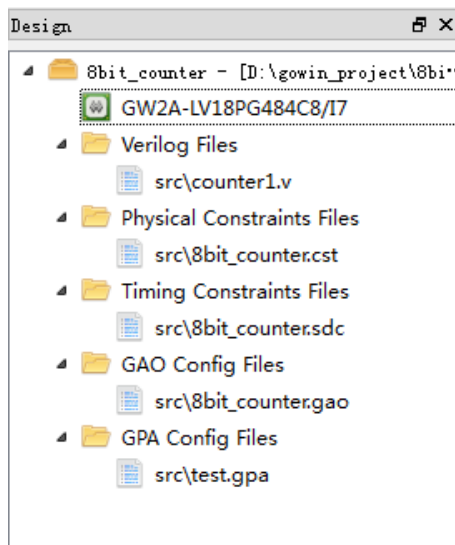 Design
8bit_counter - [D:\gowin_project\8bi
GW2A-LV18PG484C8/I7
Verilog Files
src\counter1.v
Physical Constraints Files
src\8bit_counter.cst
Timing Constraints Files
src\8bit_counter.sdc
GAO Config Files
src\8bit_counter.gao
GPA Config Files
src\test.gpa